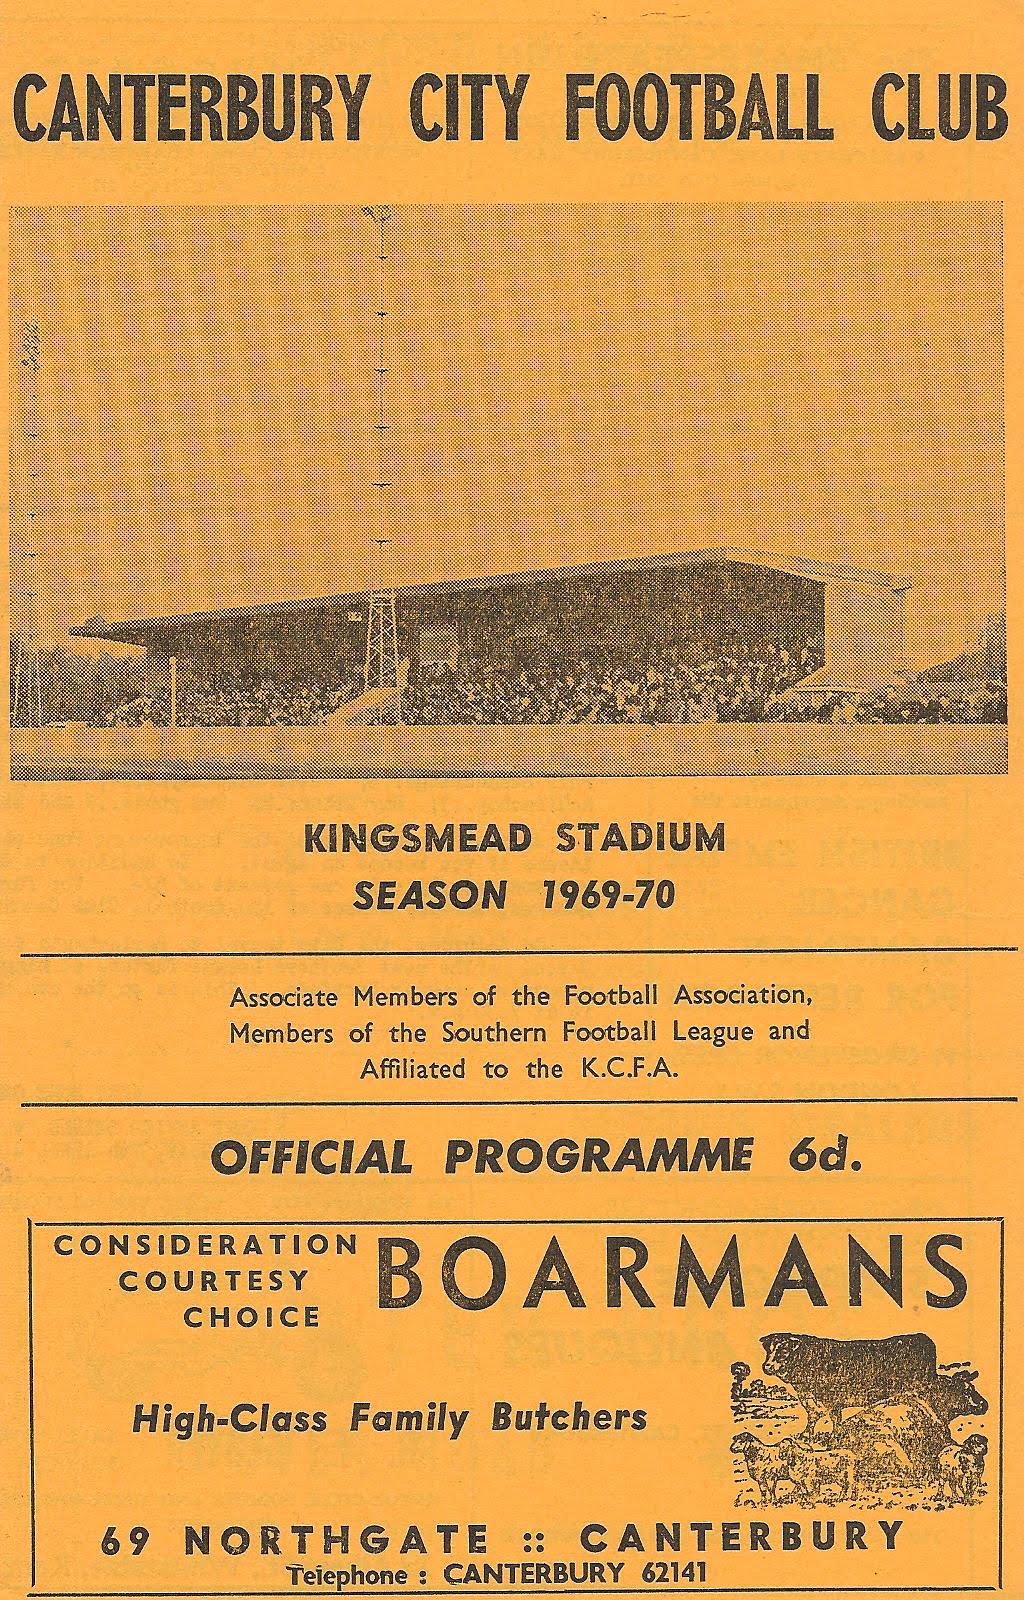 CANTERBURY CITY FOOTBALL CLUB
KINGSMEAD STADIUM
SEASON 1969-70
Associate Members of the Football Association,
Members of the Southern Football League and
Affiliated to the K.C.F.A.
OFFICIAL PROGRAMME 6d.
CONSIDERATION
COURTESY
CHOICE
BOARMANS
High-Class Family Butchers
69 NORTHGATE :: CANTERBURY
Telephone : CANTERBURY 62141